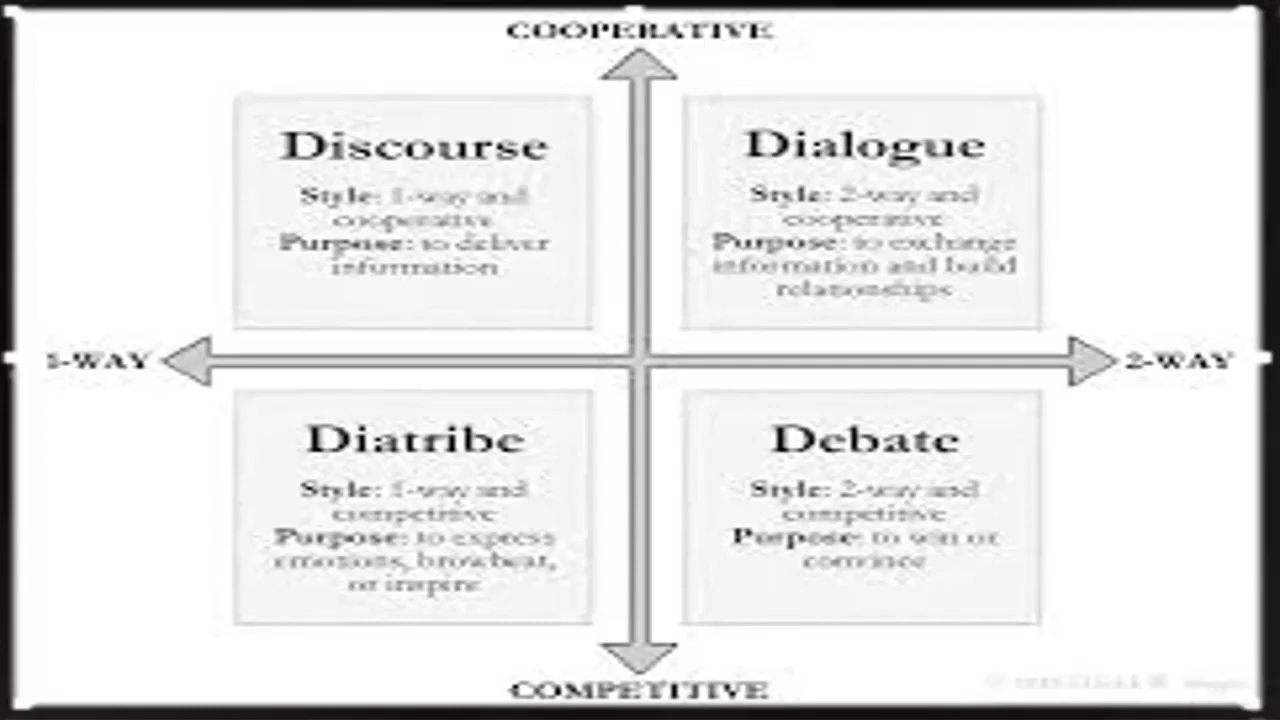 COOPERATIVE
Discourse
Style: 1-way and
cooperative
Purpose: to deliver
information
Dialogue
Style: 2-way and
cooperative
Purpose: to exchange
information and build
relationships
1-WAY
2-WAY
Diatribe
Style: 1-way and
competitive
Purpose: to express
emotions, browbeat,
or inspire
Debate
Style: 2-way and
competitive
Purpose: to win or
convince
COMPETITIVE